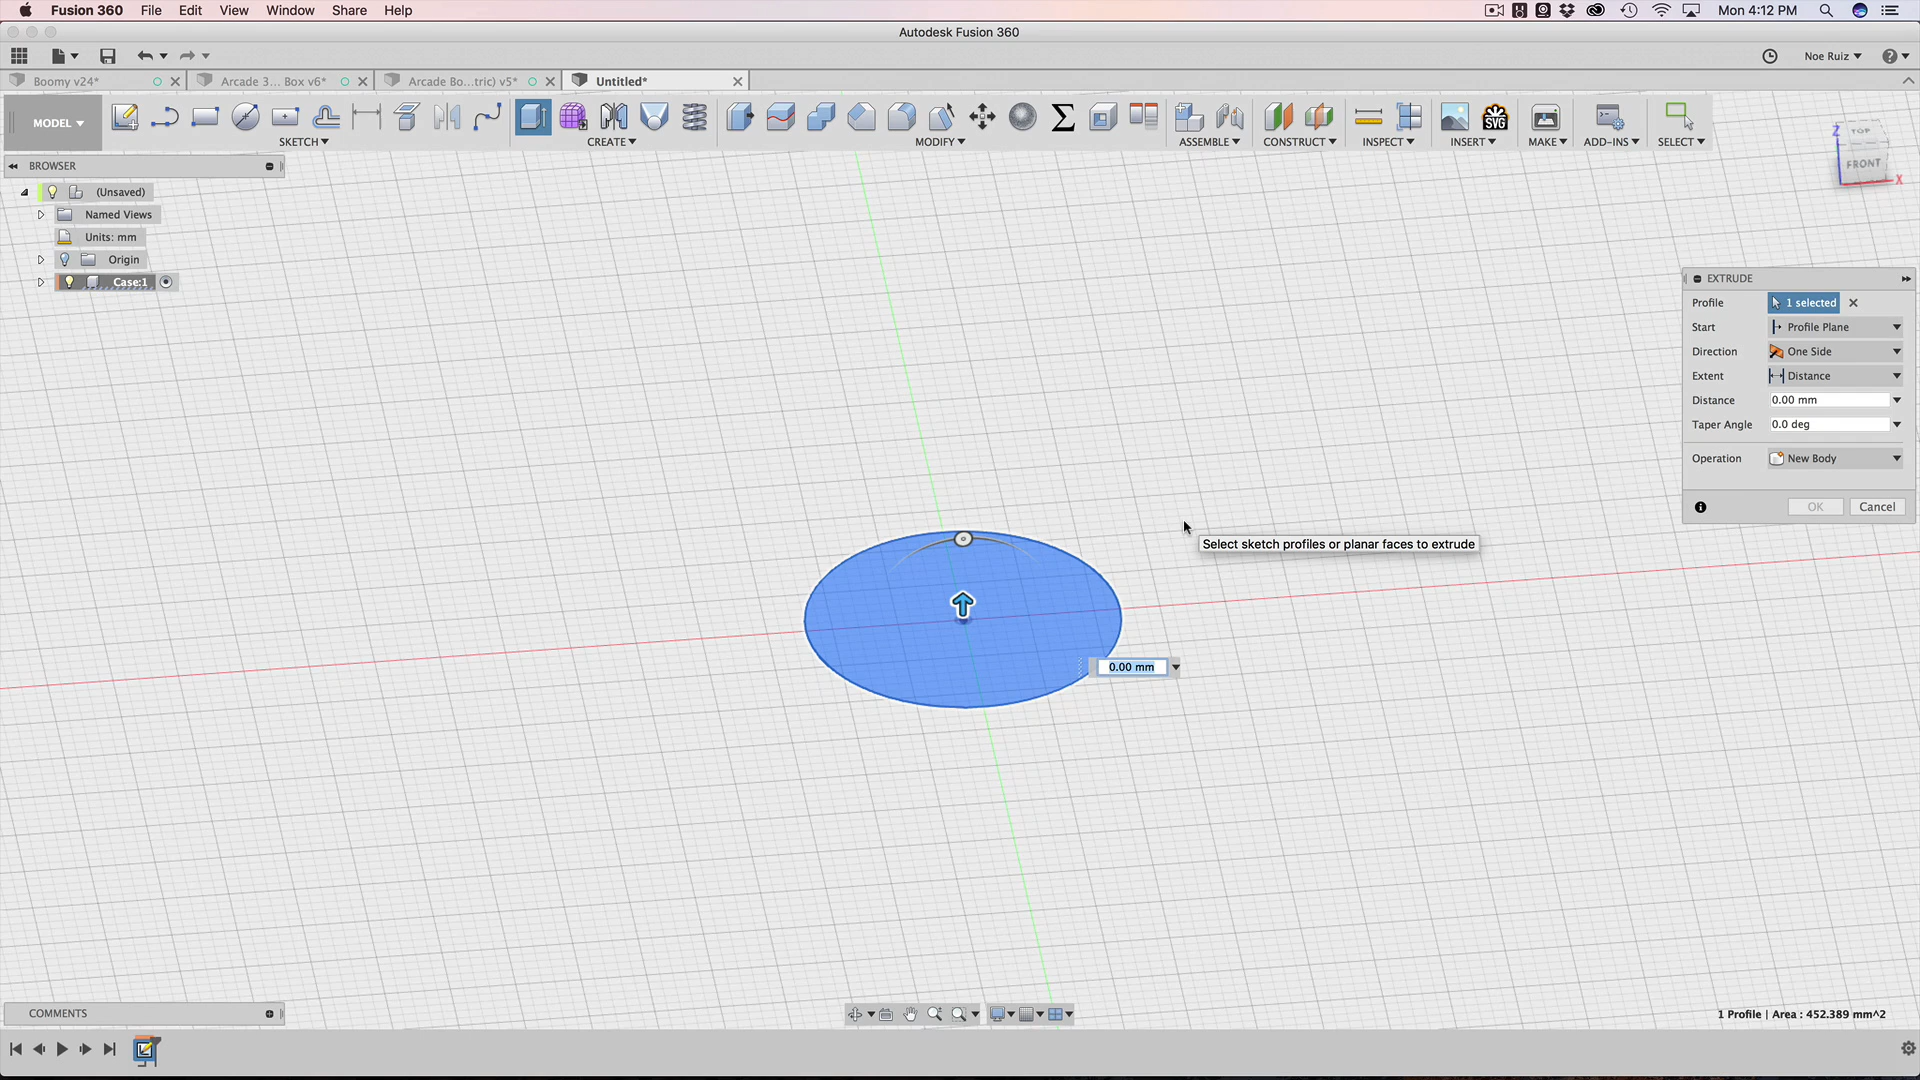 Fusion 360 File Edit View Window Share Help Mon 4:12 PM
Autodesk Fusion 360
Noe Ruiz
Boomy v24* Arcade 3... Box v6* Arcade Bo...tric) v5* Untitled*
MODEL SKETCH CREATE MODIFY ASSEMBLE CONSTRUCT INSPECT INSERT MAKE ADD-INS SELECT
SVG
TOP
FRONT
Z
X
BROWSER
(Unsaved)
Named Views
Units: mm
Origin
Case:1
EXTRUDE
Profile 1 selected
Start Profile Plane
Direction One Side
Extent Distance
Distance 0.00 mm
Taper Angle 0.0 deg
Operation New Body
OK Cancel
Select sketch profiles or planar faces to extrude
0.00 mm
COMMENTS
1 Profile | Area : 452.389 mm^2